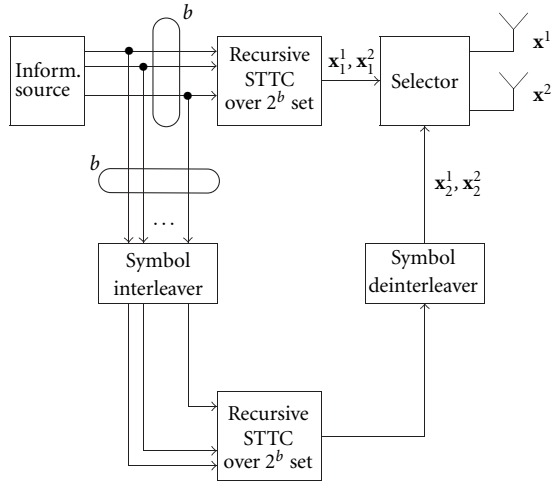 b
Inform.
source
Recursive
STTC
over 2^b set
x_1^1, x_1^2
Selector
x^1
x^2
b
x_2^1, x_2^2
...
Symbol
interleaver
Symbol
deinterleaver
Recursive
STTC
over 2^b set